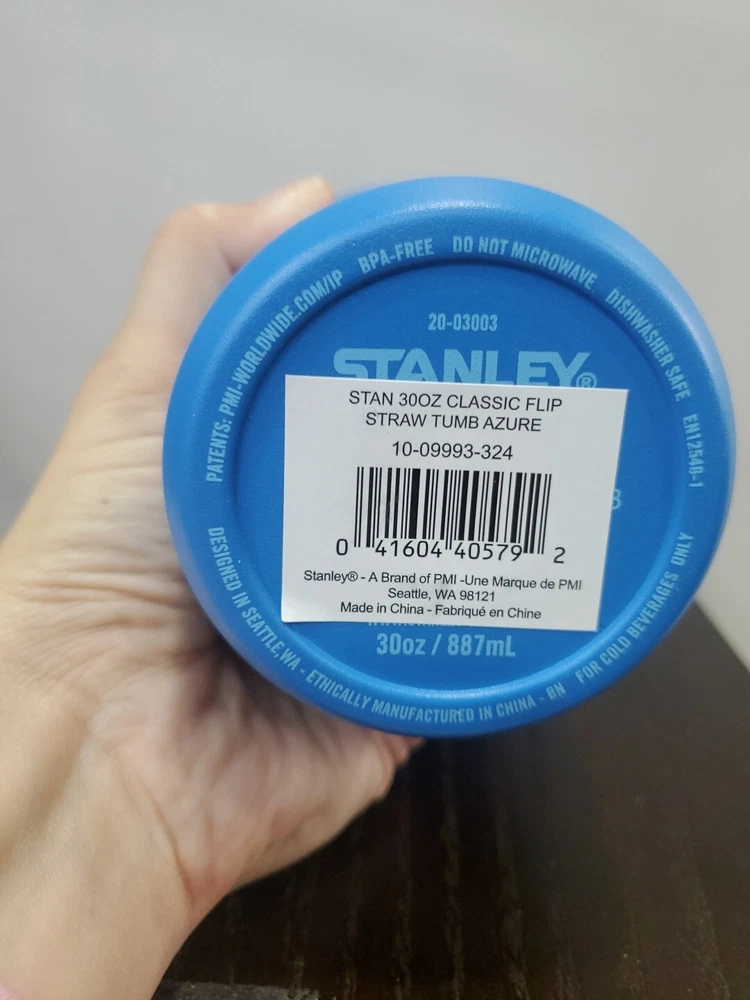 PATENTS: PMI-WORLDWIDE.COM/IP BPA-FREE DO NOT MICROWAVE DISHWASHER SAFE EN12546-1
20-03003
STANLEY®
STAN 30OZ CLASSIC FLIP
STRAW TUMB AZURE
10-09993-324
0 41604 40579 2
Stanley® - A Brand of PMI -Une Marque de PMI
Seattle, WA 98121
Made in China - Fabriqué en Chine
30oz / 887mL
DESIGNED IN SEATTLE, WA - ETHICALLY MANUFACTURED IN CHINA - BN FOR COLD BEVERAGES ONLY